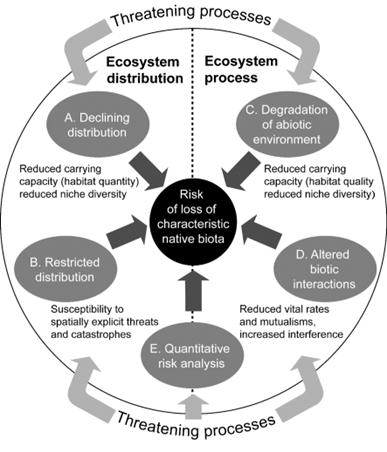 Threatening processes
Ecosystem
distribution
Ecosystem
process
A. Declining
distribution
C. Degradation
of abiotic
environment
Reduced carrying
capacity (habitat quantity)
reduced niche diversity
Reduced carrying
capacity (habitat quality
reduced niche diversity)
Risk
of loss of
characteristic
native biota
B. Restricted
distribution
D. Altered
biotic
interactions
Susceptibility to
spatially explicit threats
and catastrophes
Reduced vital rates
and mutualisms,
increased interference
E. Quantitative
risk analysis
Threatening processes